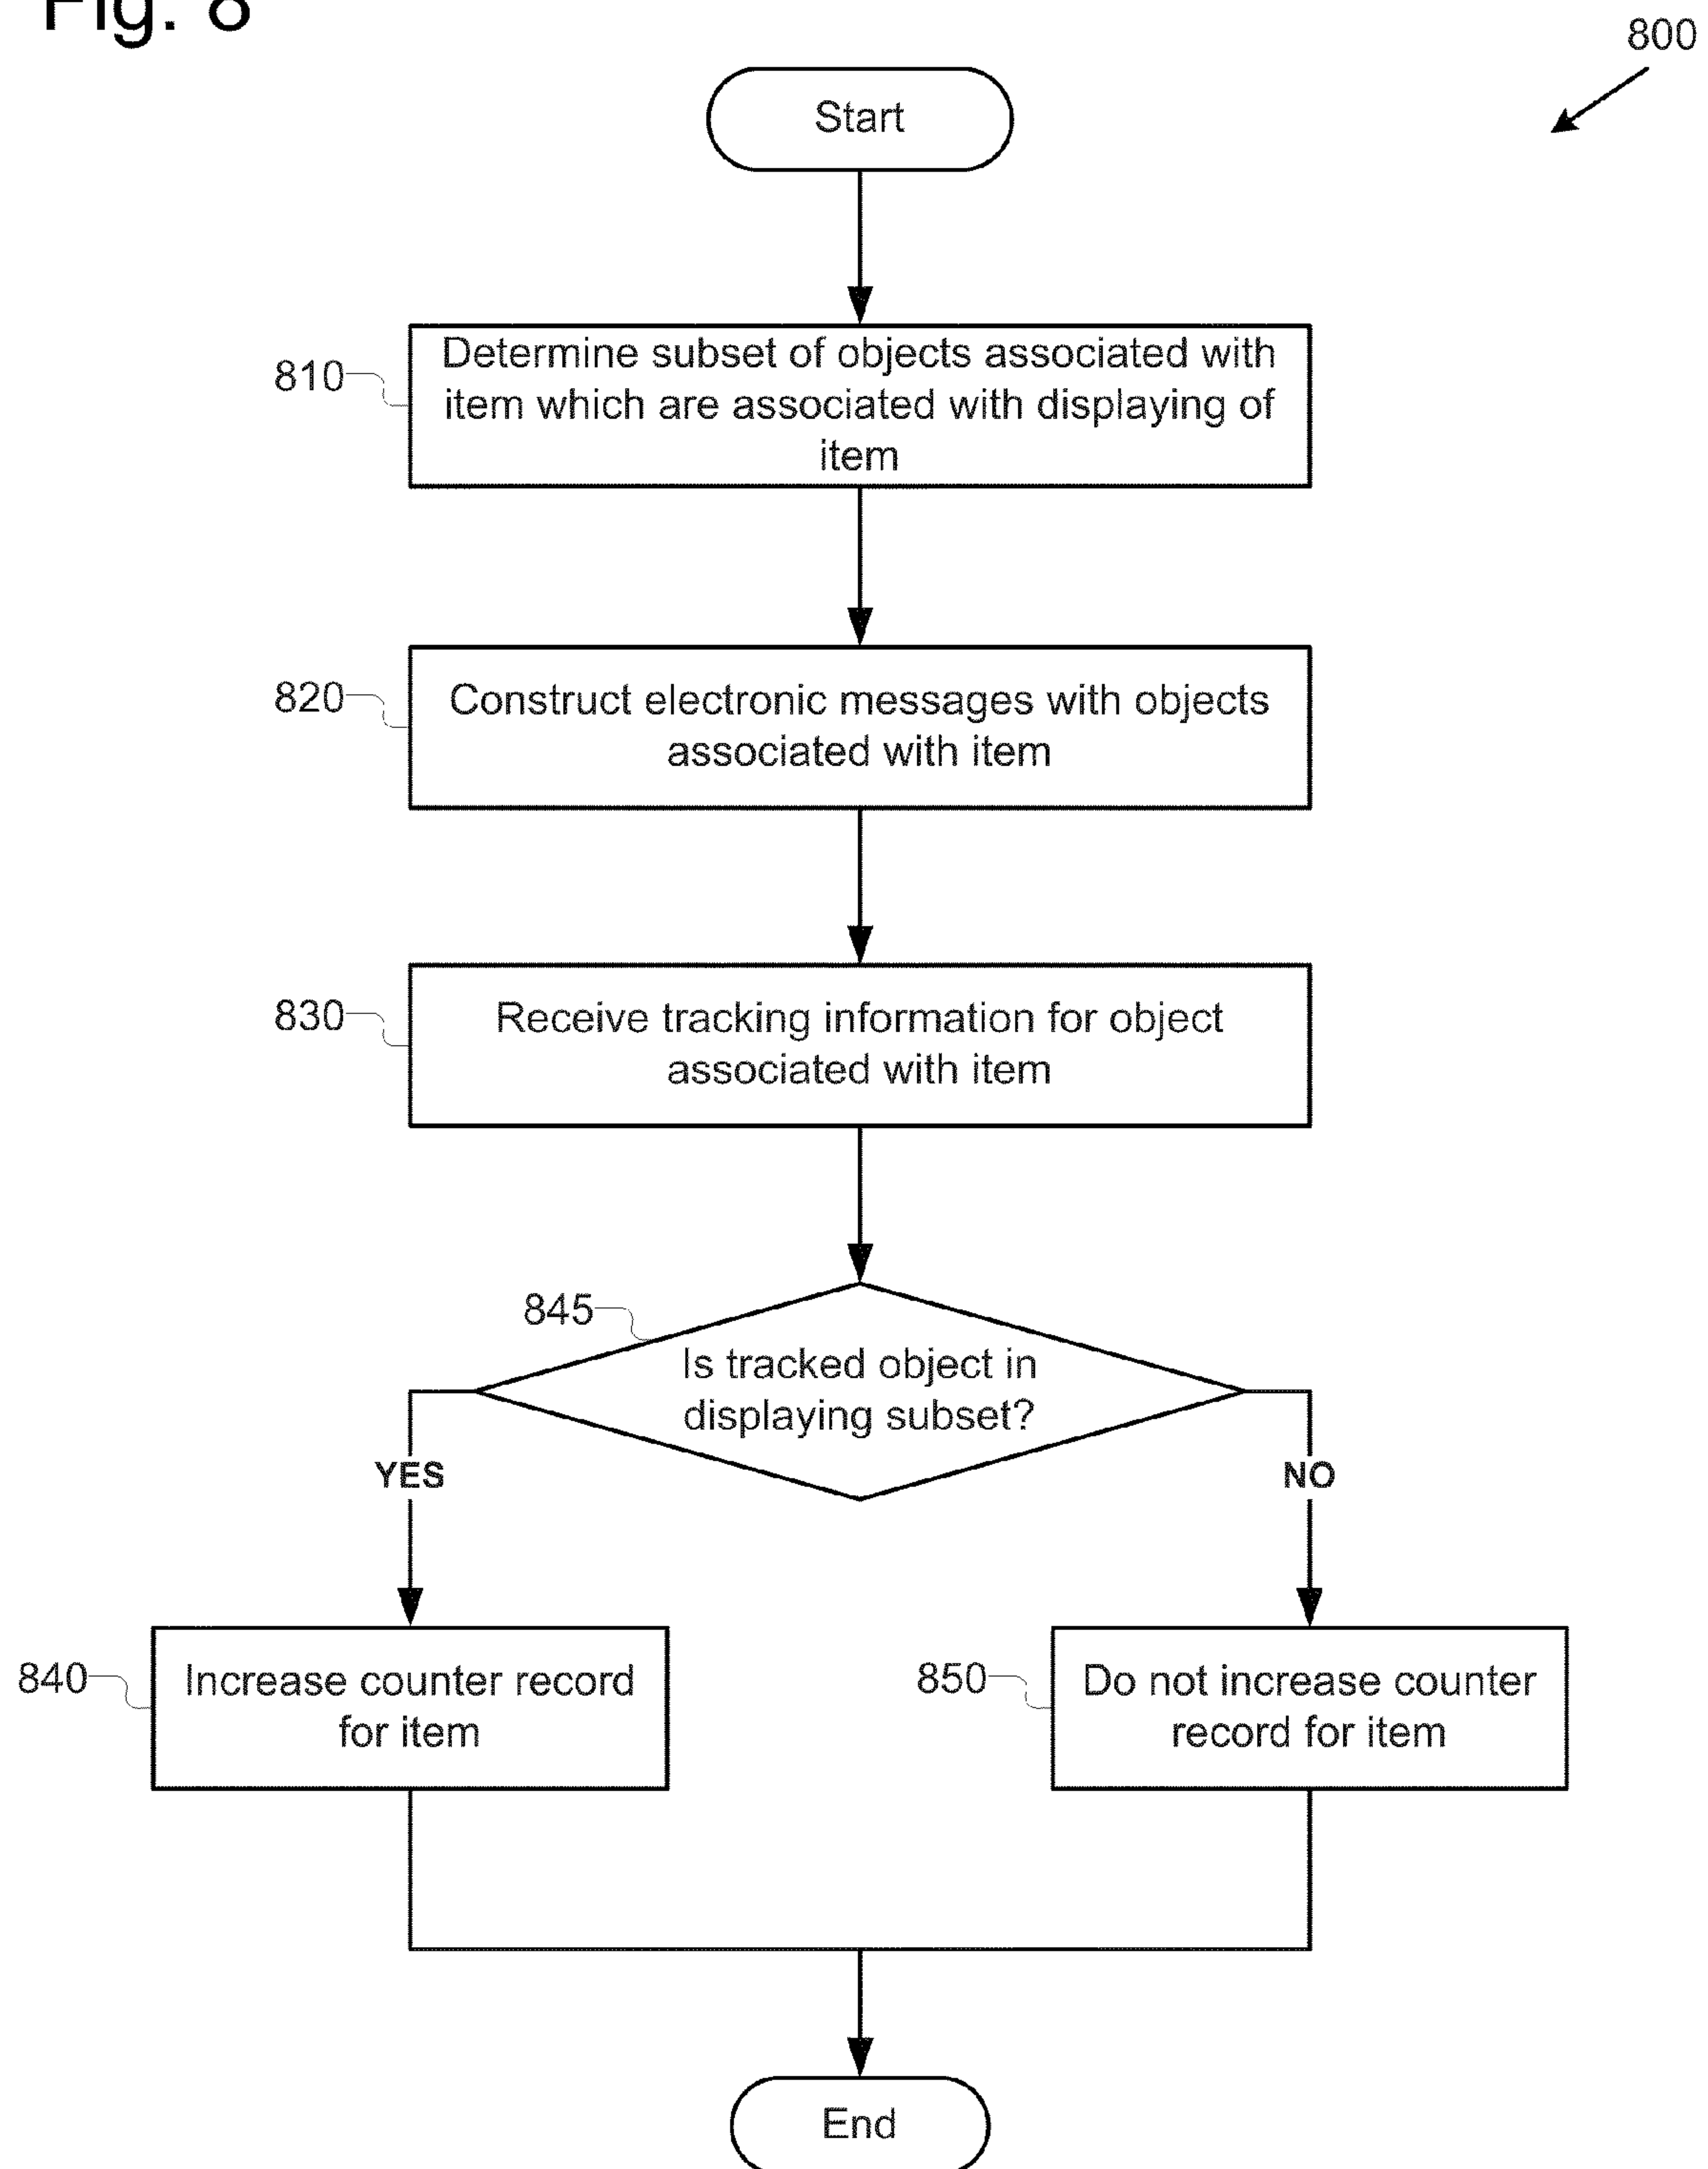 Fig. 8
800
Start
810
Determine subset of objects associated with
item which are associated with displaying of
item
820
Construct electronic messages with objects
associated with item
830
Receive tracking information for object
associated with item
845
Is tracked object in
displaying subset?
YES
NO
840
Increase counter record
for item
850
Do not increase counter
record for item
End